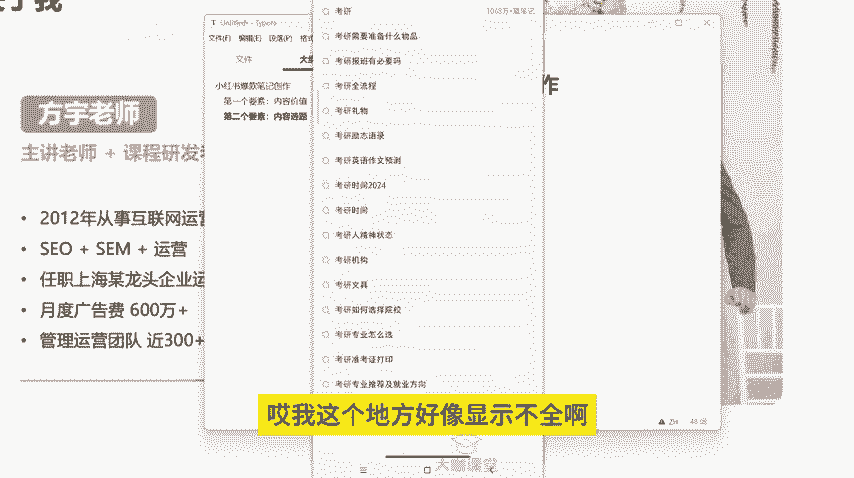 于我
方宇老师
主讲老师 + 课程研发
• 2012年从事互联网运营
• SEO + SEM + 运营
• 任职上海某龙头企业运
• 月度广告费 600万+
• 管理运营团队 近300+
Untitled• - Typora
文件(F) 编辑(E) 段落(P) 格式
文件 大纲
小红书爆款笔记创作
第一个要素：内容价值
第二个要素：内容选题
作
48 词
考研
1063万+篇笔记
考研需要准备什么物品
考研报班有必要吗
考研全流程
考研礼物
考研励志语录
考研英语作文预测
考研时间2024
考研时间
考研人精神状态
考研机构
考研文具
考研如何选择院校
考研专业怎么选
考研准考证打印
考研专业推荐及就业方向
哎我这个地方好像显示不全啊
大咖课堂